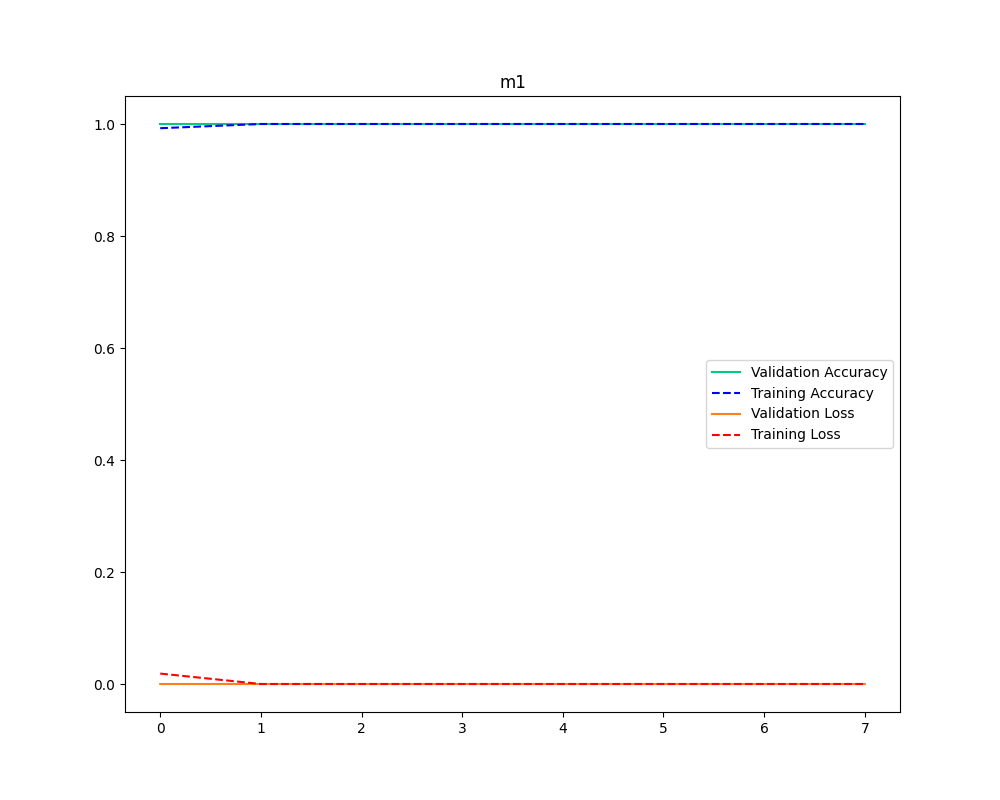 m1
1.0
0.8
0.6
0.4
0.2
0.0
Validation Accuracy
Training Accuracy
Validation Loss
Training Loss
0 1 2 3 4 5 6 7